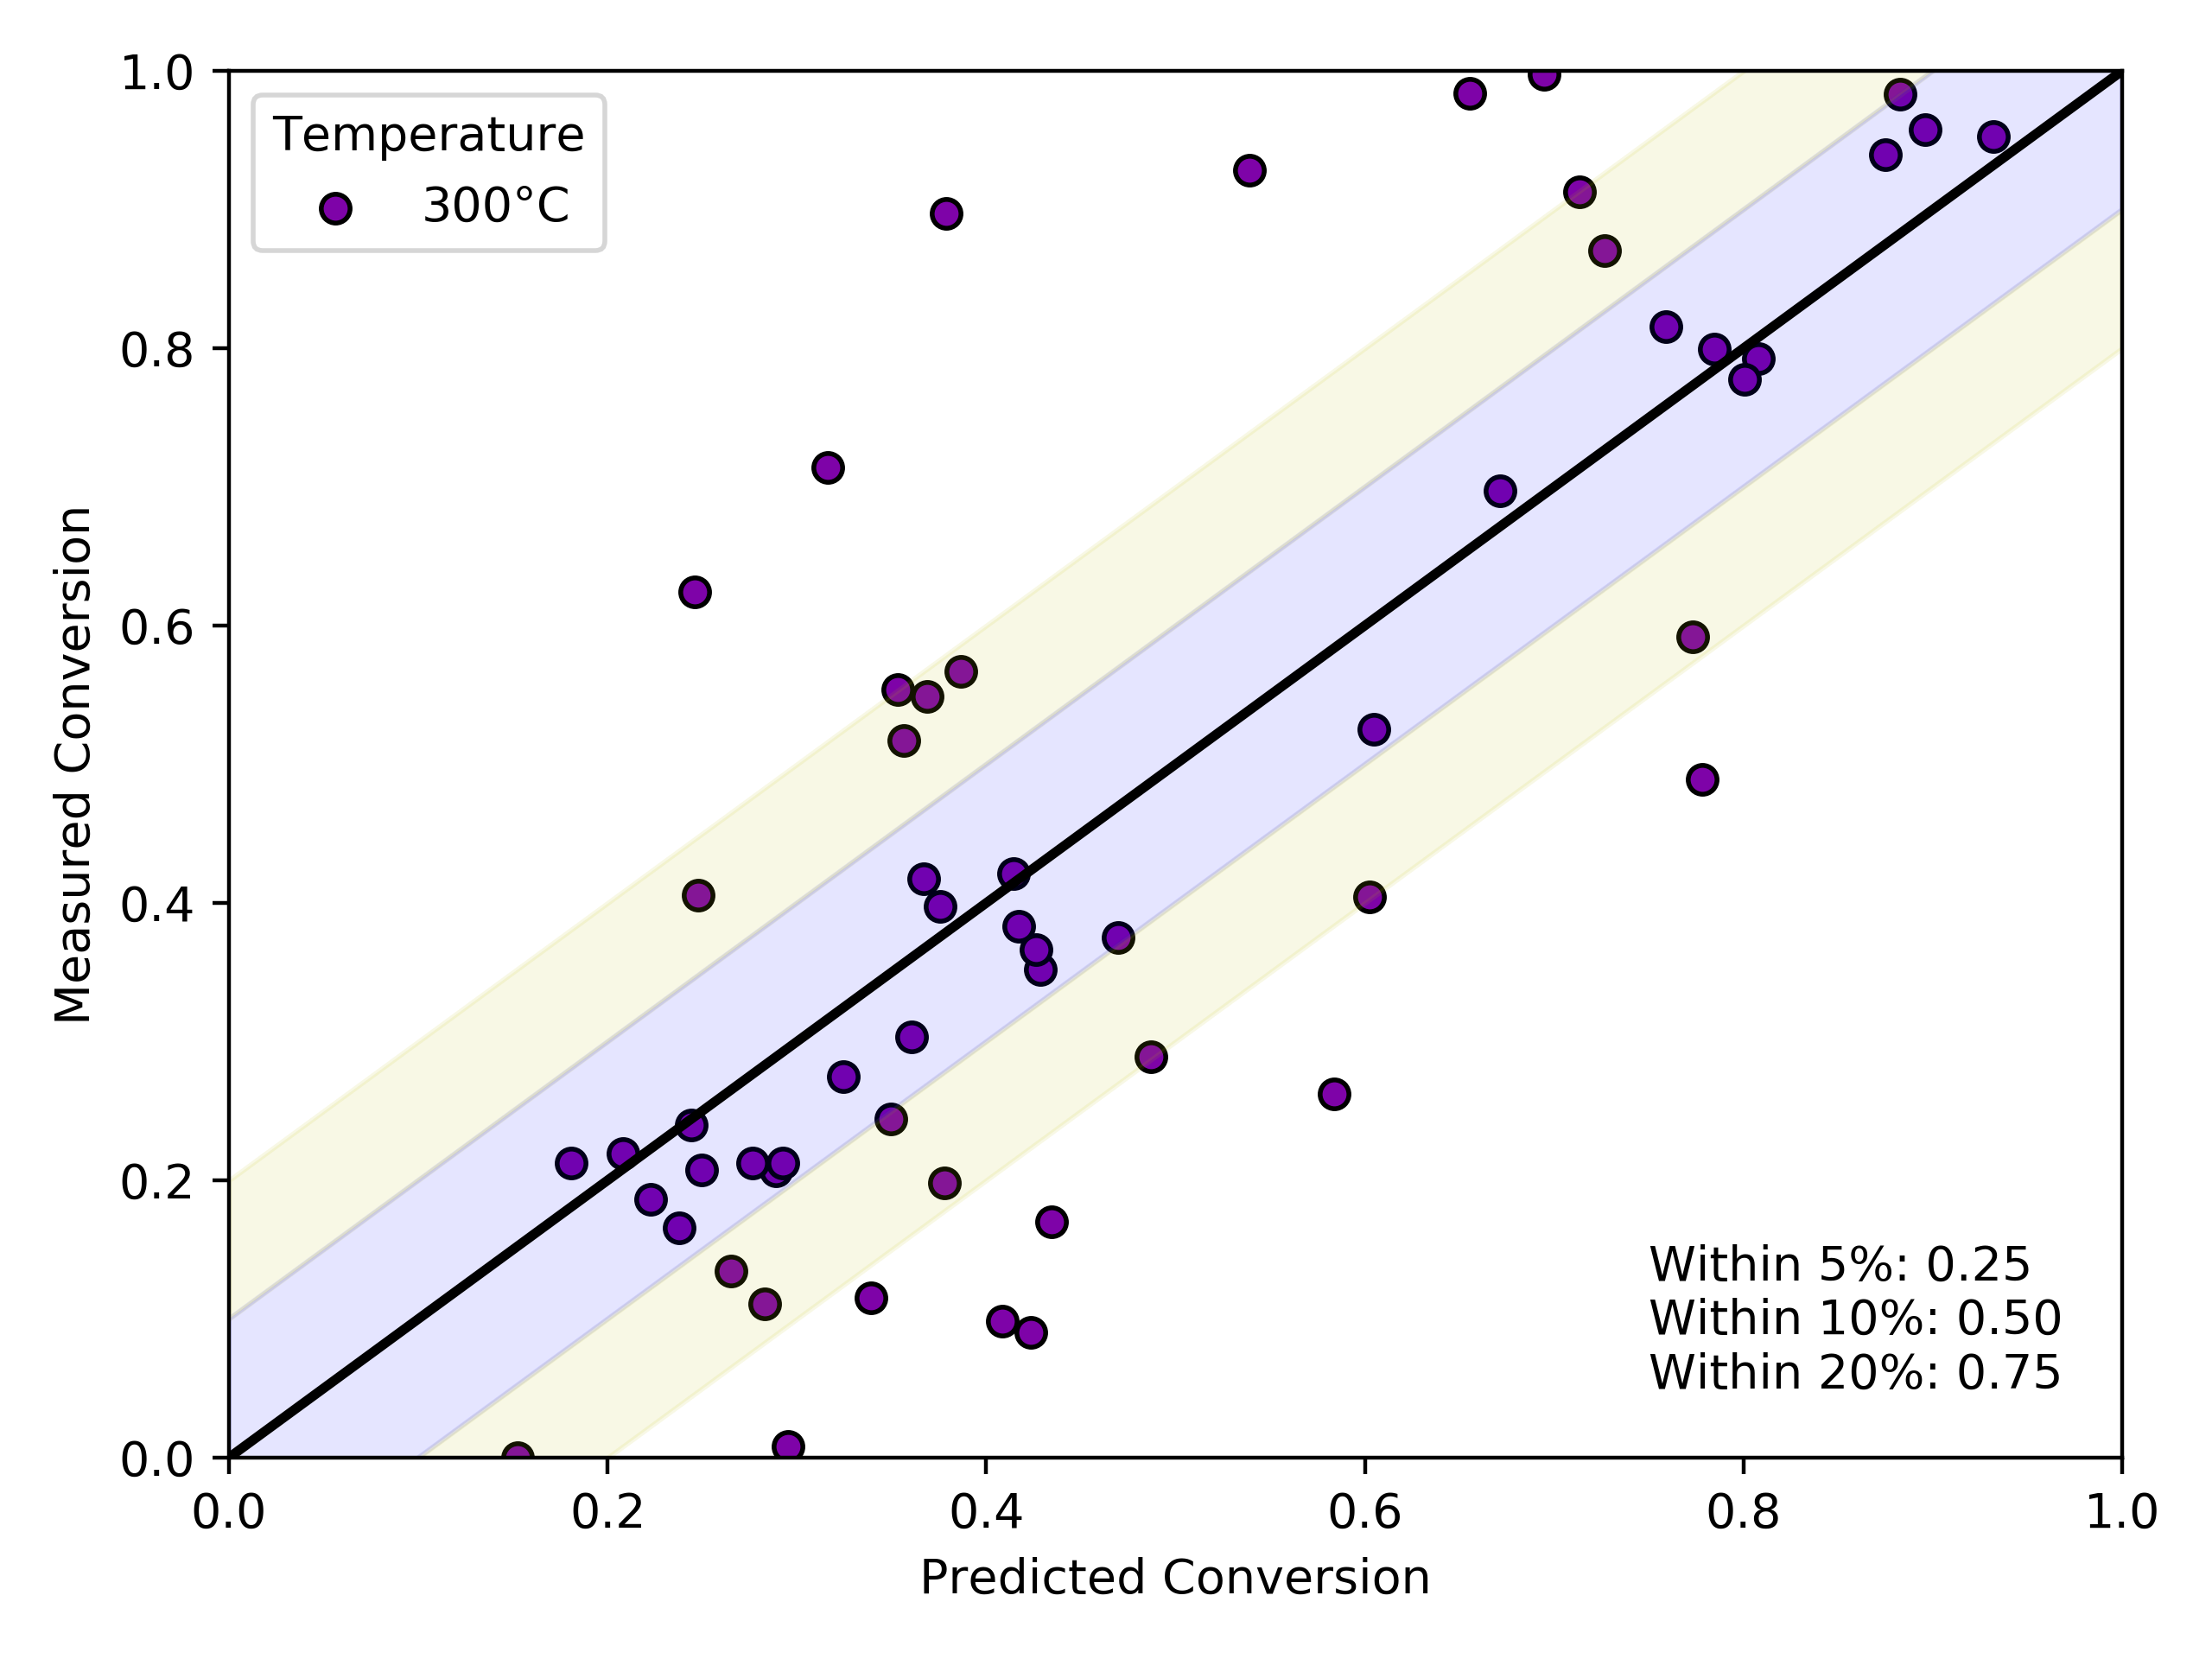 1.0
0.8
0.6
0.4
0.2
0.0
Measured Conversion
Temperature
300°C
Within 5%: 0.25
Within 10%: 0.50
Within 20%: 0.75
0.0 0.2 0.4 0.6 0.8 1.0
Predicted Conversion